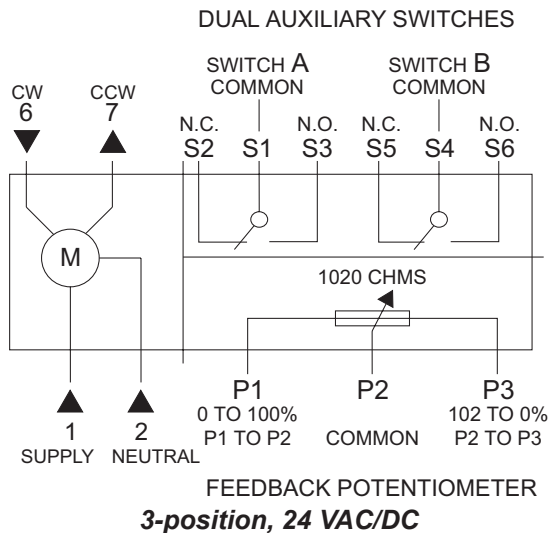 DUAL AUXILIARY SWITCHES
SWITCH A
COMMON
SWITCH B
COMMON
CW
6
CCW
7
N.C.
S2
S1
N.O.
S3
N.C.
S5
S4
N.O.
S6
M
1020 CHMS
1
SUPPLY
2
NEUTRAL
P1
0 TO 100%
P1 TO P2
P2
COMMON
P3
102 TO 0%
P2 TO P3
FEEDBACK POTENTIOMETER
3-position, 24 VAC/DC